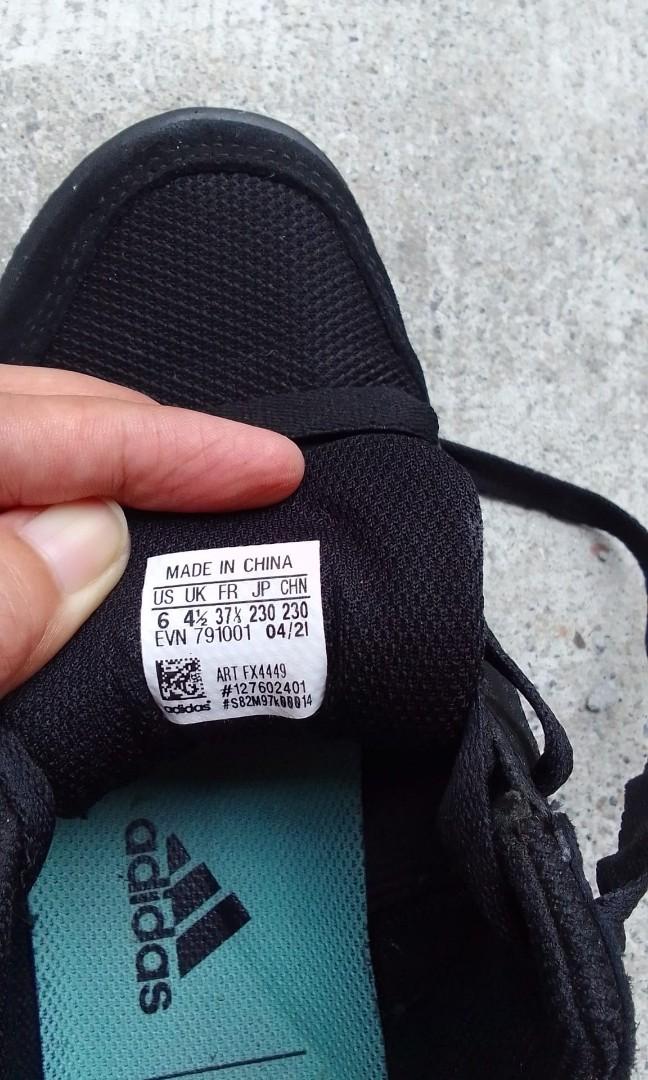 MADE IN CHINA
US UK FR JP CHN
6 4½ 37⅓ 230 230
EVN 791001 04/21
ART FX4449
#127602401
adidas
adidas